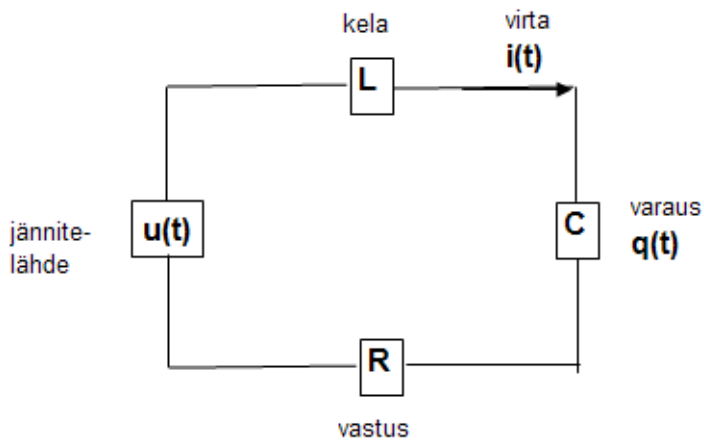 kela
virta
i(t)
L
jännite-
lähde
u(t)
C
varaus
q(t)
R
vastus